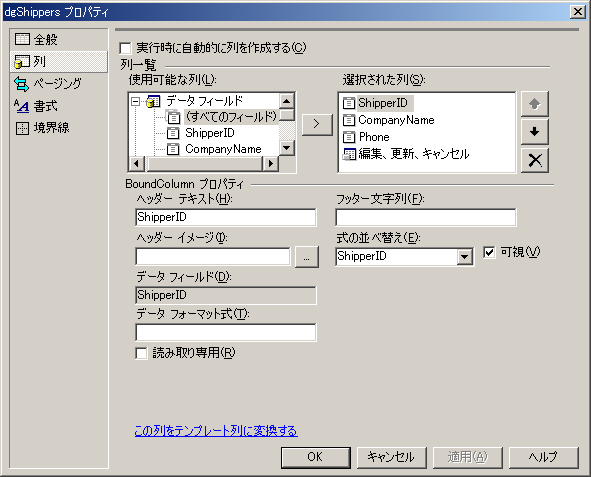 dgShippers プロパティ
全般
列
ページング
書式
境界線
実行時に自動的に列を作成する(C)
列一覧
使用可能な列(L):
選択された列(S):
データ フィールド
(すべてのフィールド)
ShipperID
CompanyName
>
ShipperID
CompanyName
Phone
編集、更新、キャンセル
BoundColumn プロパティ
ヘッダー テキスト(H):
フッター文字列(F):
ShipperID
ヘッダー イメージ(I):
式の並べ替え(E):
...
ShipperID
可視(V)
データ フィールド(D):
ShipperID
データ フォーマット式(T):
読み取り専用(R)
この列をテンプレート列に変換する
OK
キャンセル
適用(A)
ヘルプ